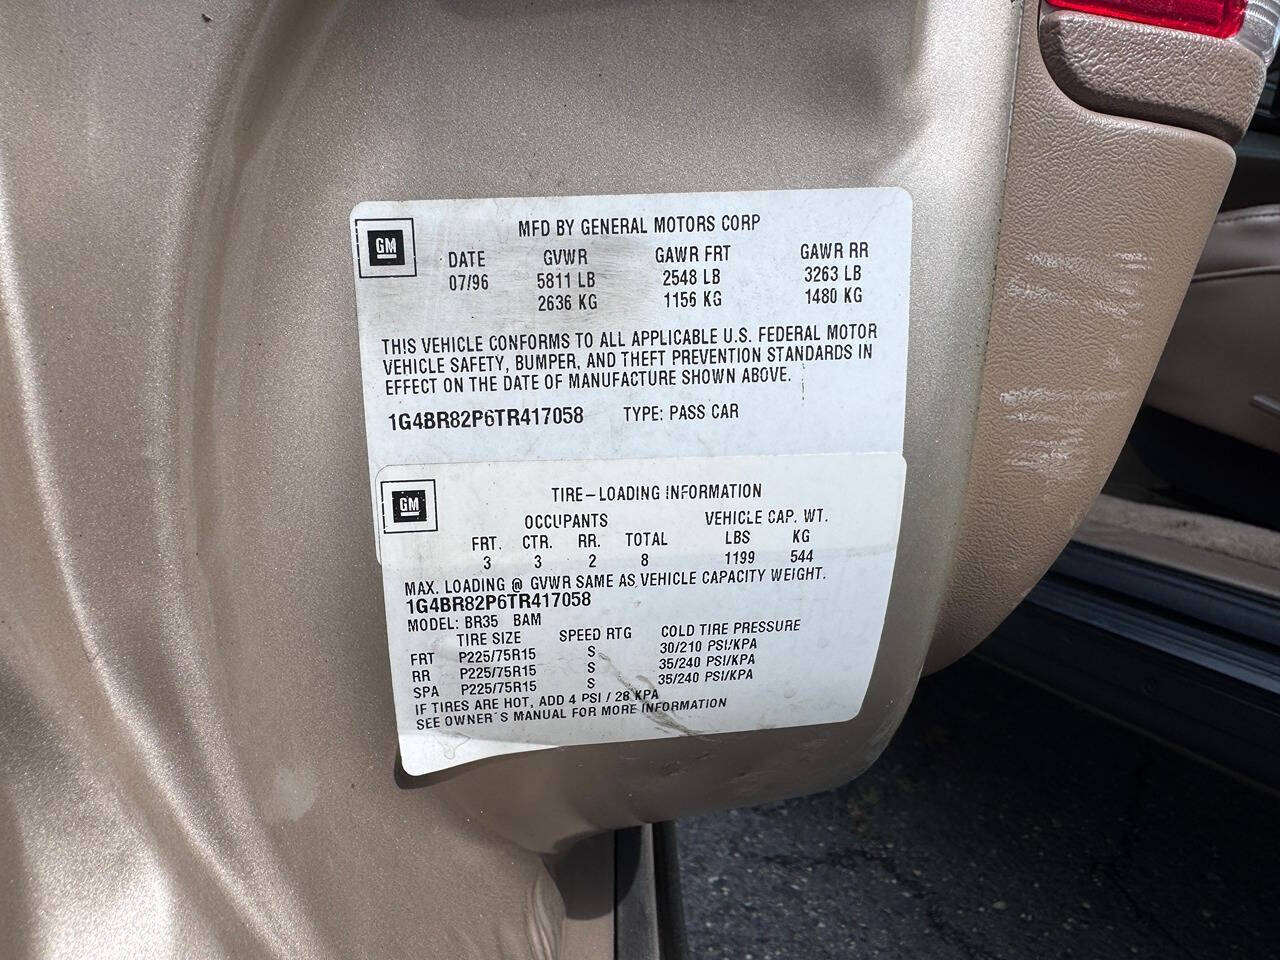 GM
MFD BY GENERAL MOTORS CORP
DATE GVWR GAWR FRT GAWR RR
07/96 5811 LB 2548 LB 3263 LB
2636 KG 1156 KG 1480 KG
THIS VEHICLE CONFORMS TO ALL APPLICABLE U.S. FEDERAL MOTOR
VEHICLE SAFETY, BUMPER, AND THEFT PREVENTION STANDARDS IN
EFFECT ON THE DATE OF MANUFACTURE SHOWN ABOVE.
1G4BR82P6TR417058 TYPE: PASS CAR
GM
TIRE-LOADING INFORMATION
OCCUPANTS VEHICLE CAP. WT.
FRT. CTR. RR. TOTAL LBS KG
3 3 2 8 1199 544
MAX. LOADING @ GVWR SAME AS VEHICLE CAPACITY WEIGHT.
1G4BR82P6TR417058
MODEL: BR35 BAM
TIRE SIZE SPEED RTG COLD TIRE PRESSURE
FRT P225/75R15 S 30/210 PSI/KPA
RR P225/75R15 S 35/240 PSI/KPA
SPA P225/75R15 S 35/240 PSI/KPA
IF TIRES ARE HOT, ADD 4 PSI / 28 KPA
SEE OWNER'S MANUAL FOR MORE INFORMATION